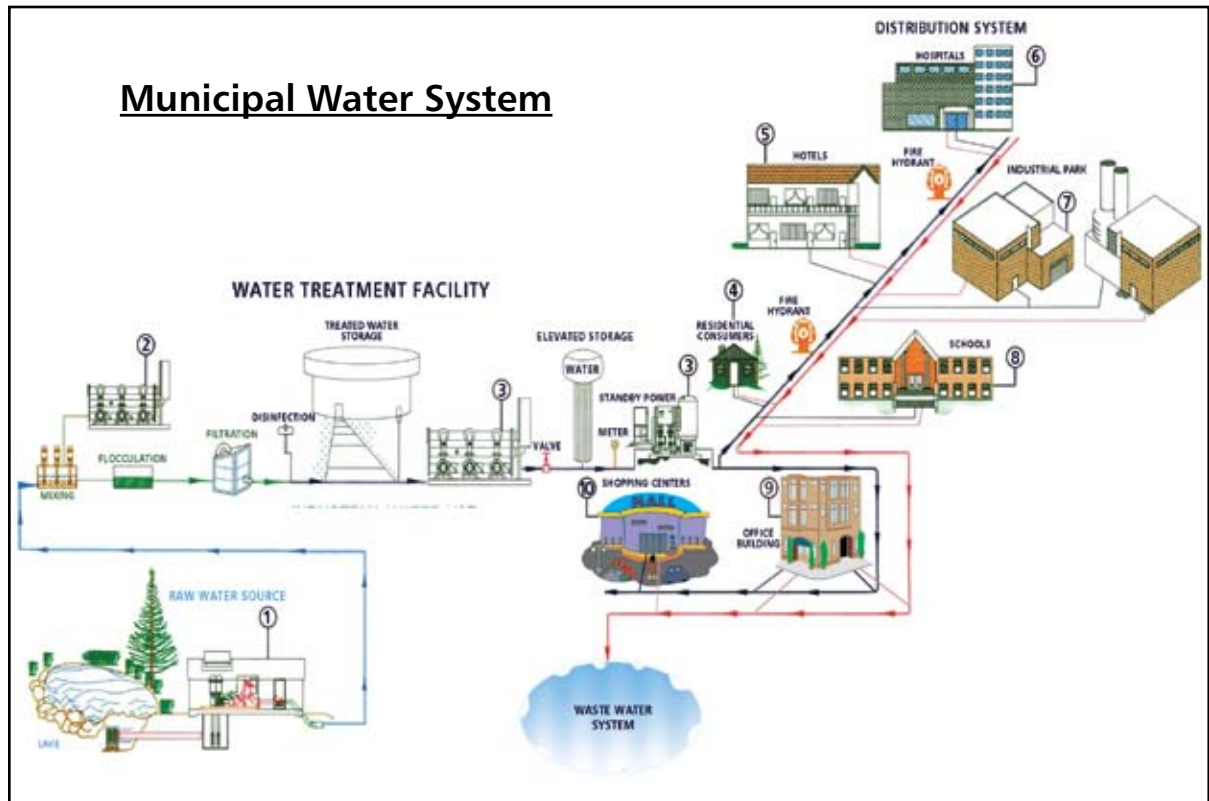 Municipal Water System
DISTRIBUTION SYSTEM
HOSPITALS
6
5
HOTELS
FIRE
HYDRANT
INDUSTRIAL PARK
7
WATER TREATMENT FACILITY
TREATED WATER
STORAGE
ELEVATED STORAGE
WATER
4
RESIDENTIAL
CONSUMERS
FIRE
HYDRANT
SCHOOLS
8
2
3
STANDBY POWER
3
DISINFECTION
FILTRATION
FLOCCULATION
MIXING
VALVE
METER
10
SHOPPING CENTERS
MALL
9
OFFICE
BUILDING
RAW WATER SOURCE
1
LAKE
WASTE WATER
SYSTEM